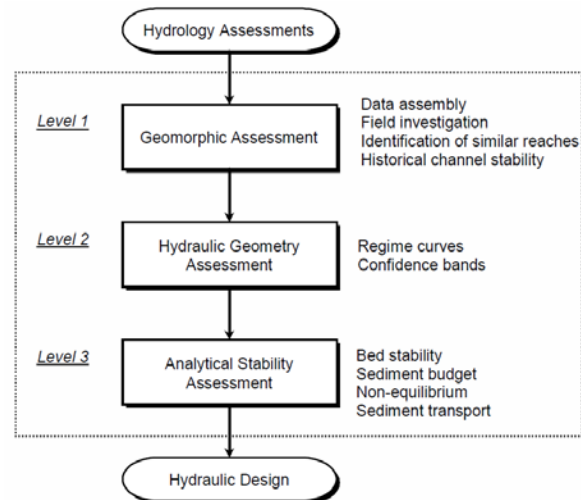 Hydrology Assessments
Level 1
Geomorphic Assessment
Data assembly
Field investigation
Identification of similar reaches
Historical channel stability
Level 2
Hydraulic Geometry
Assessment
Regime curves
Confidence bands
Level 3
Analytical Stability
Assessment
Bed stability
Sediment budget
Non-equilibrium
Sediment transport
Hydraulic Design